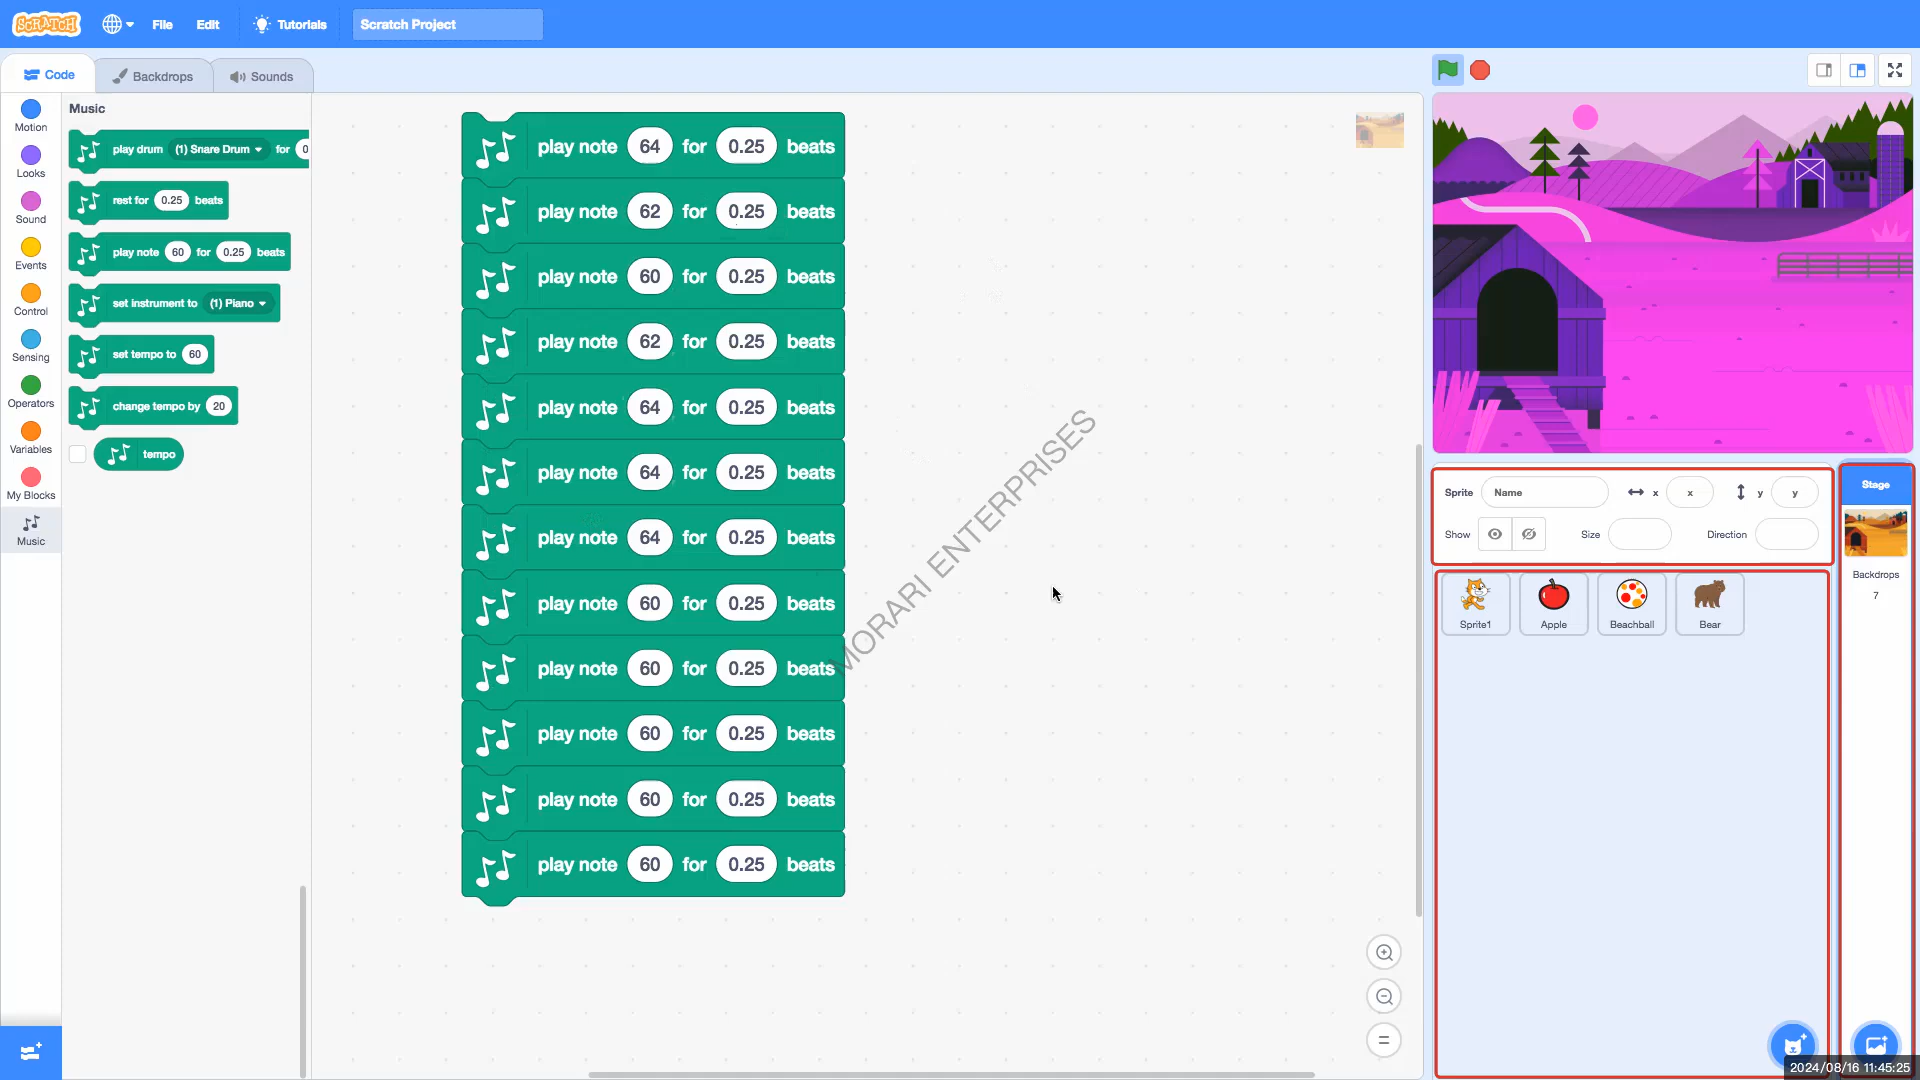 SCRATCH File Edit Tutorials Scratch Project
Code Backdrops Sounds
Motion
Looks
Sound
Events
Control
Sensing
Operators
Variables
My Blocks
Music
Music
play drum (1) Snare Drum for 0
rest for 0.25 beats
play note 60 for 0.25 beats
set instrument to (1) Piano
set tempo to 60
change tempo by 20
tempo
play note 64 for 0.25 beats
play note 62 for 0.25 beats
play note 60 for 0.25 beats
play note 62 for 0.25 beats
play note 64 for 0.25 beats
play note 64 for 0.25 beats
play note 64 for 0.25 beats
play note 60 for 0.25 beats
play note 60 for 0.25 beats
play note 60 for 0.25 beats
play note 60 for 0.25 beats
play note 60 for 0.25 beats
MORARI ENTERPRISES
Sprite Name x x y y
Show Size Direction
Sprite1 Apple Beachball Bear
Stage
Backdrops
7
2024/08/16 11:45:25